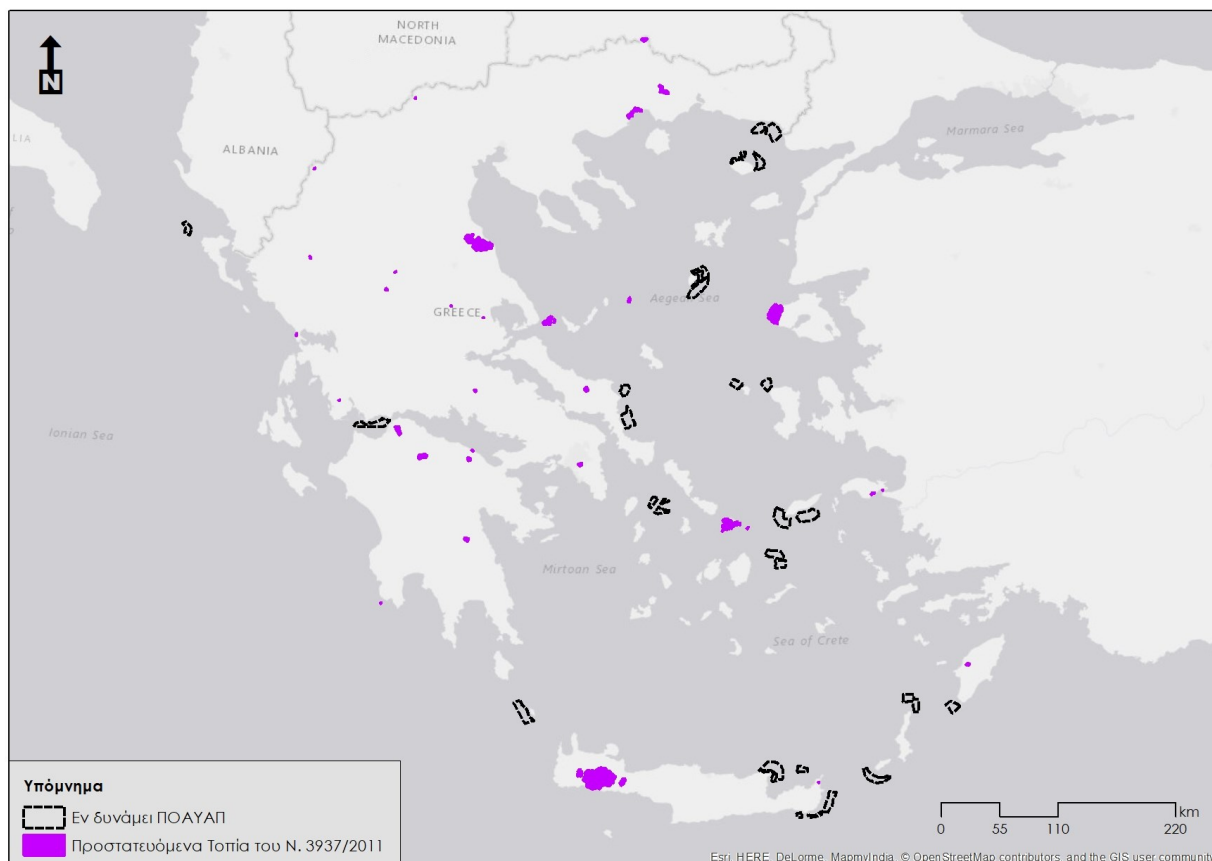 NORTH
MACEDONIA
N
Marmara Sea
LIA
ALBANIA
GREECE
Aegean Sea
Ionian Sea
Mirtoan Sea
Sea of Crete
Υπόμνημα
Εν δυνάμει ΠΟΑΥΑΠ
Προστατευόμενα Τοπία του Ν. 3937/2011
km
0 55 110 220
Esri, HERE, DeLorme, MapmyIndia, © OpenStreetMap contributors, and the GIS user community